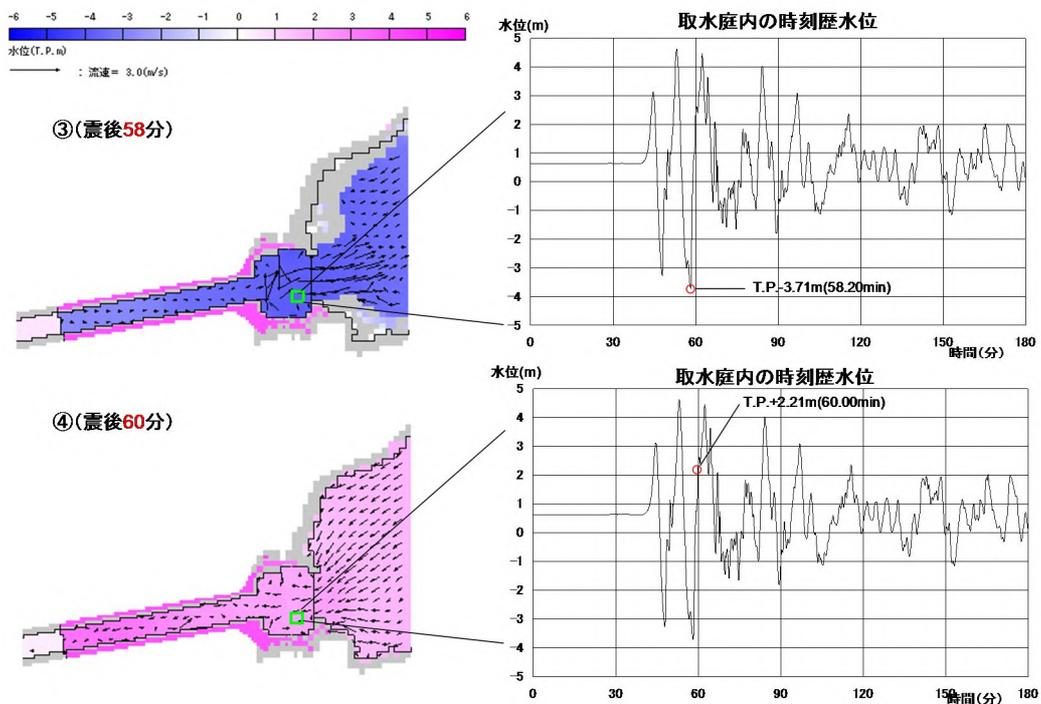 -6 -5 -4 -3 -2 -1 0 1 2 3 4 5 6
水位(T.P.m)
: 流速= 3.0(m/s)
③(震後58分)
取水庭内の時刻歴水位
水位(m)
5
4
3
2
1
0
-1
-2
-3
-4
-5
T.P.-3.71m(58.20min)
0 30 60 90 120 150 180
時間(分)
④(震後60分)
取水庭内の時刻歴水位
水位(m)
T.P.+2.21m(60.00min)
5
4
3
2
1
0
-1
-2
-3
-4
-5
0 30 60 90 120 150 180
時間(分)